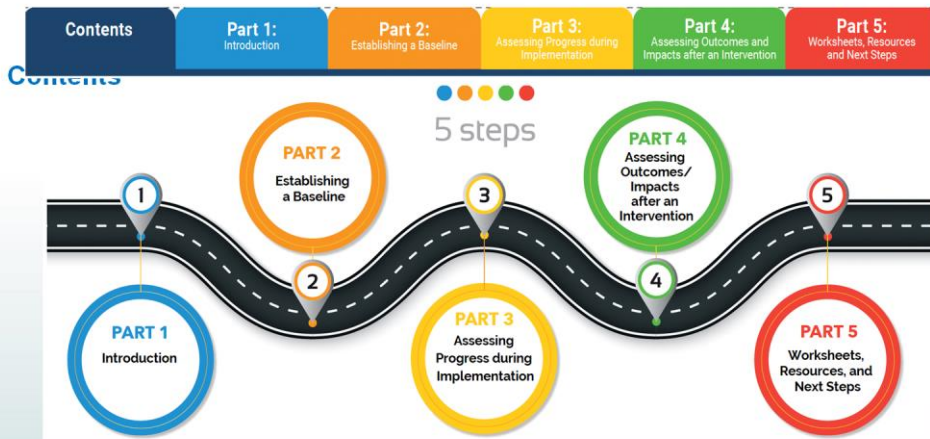 Contents
Part 1:
Introduction
Part 2:
Establishing a Baseline
Part 3:
Assessing Progress during
Implementation
Part 4:
Assessing Outcomes and
Impacts after an Intervention
Part 5:
Worksheets, Resources
and Next Steps
Contents
5 steps
1
PART 1
Introduction
PART 2
Establishing
a Baseline
2
3
PART 3
Assessing
Progress during
Implementation
PART 4
Assessing
Outcomes/
Impacts
after an
Intervention
4
5
PART 5
Worksheets,
Resources, and
Next Steps